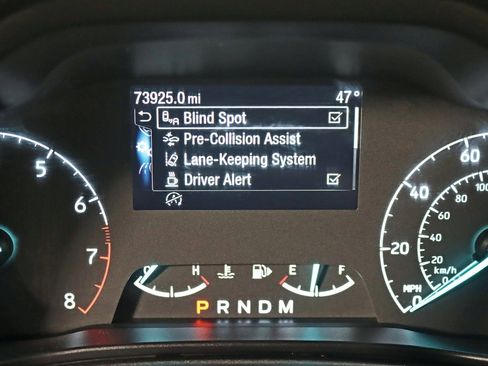 73925.0 mi 47°
Blind Spot
Pre-Collision Assist
Lane-Keeping System
Driver Alert
5
6
7
8
C H E F
P R N D M
60
40
20
0
MPH
100
80
60
40
20
0
km/h